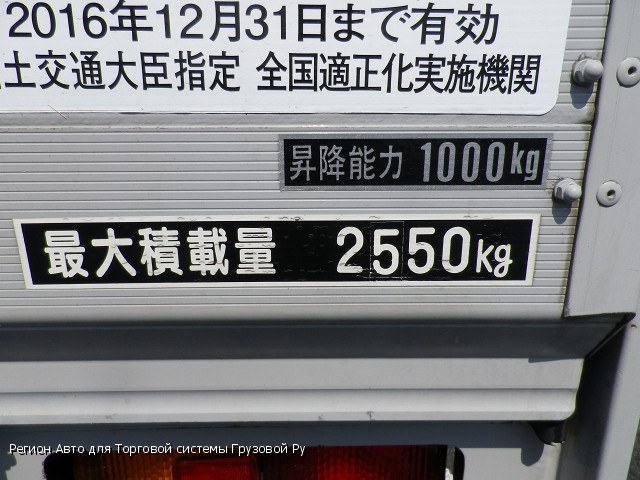 2016年12月31日まで有効
土交通大臣指定 全国適正化実施機関
昇降能力 1000kg
最大積載量 2550kg
Регион Авто для Торговой системы Грузовой Ру